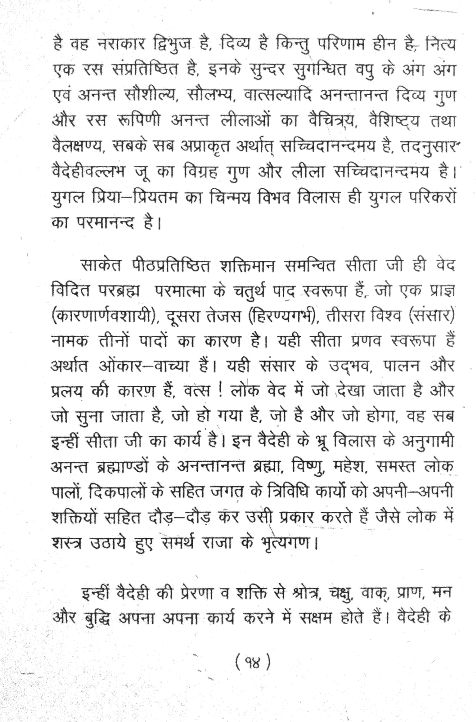 है वह नराकार द्विभुज है, दिव्य है किन्तु परिणाम हीन है, नित्य
एक रस संप्रतिष्ठित है, इनके सुन्दर सुगन्धित वपु के अंग अंग
एवं अनन्त सौशील्य, सौलभ्य, वात्सल्यादि अनन्तानन्त दिव्य गुण
और रस रूपिणी अनन्त लीलाओं का वैचित्र्य, वैशिष्ट्य तथा
वैलक्षण्य, सबके सब अप्राकृत अर्थात् सच्चिदानन्दमय है, तदनुसार
वैदेहीवल्लभ जू का विग्रह गुण और लीला सच्चिदानन्दमय है।
युगल प्रिया–प्रियतम का चिन्मय विभव विलास ही युगल परिकरों
का परमानन्द है।
साकेत पीठप्रतिष्ठित शक्तिमान समन्वित सीता जी ही वेद
विदित परब्रह्म परमात्मा के चतुर्थ पाद स्वरूपा हैं, जो एक प्राज्ञ
(कारणार्णवशायी), दूसरा तेजस (हिरण्यगर्भ), तीसरा विश्व (संसार)
नामक तीनों पादों का कारण है। यही सीता प्रणव स्वरूपा हैं
अर्थात ओंकार–वाच्या हैं। यही संसार के उद्भव, पालन और
प्रलय की कारण हैं, वत्स ! लोक वेद में जो देखा जाता है और
जो सुना जाता है, जो हो गया है, जो है और जो होगा, वह सब
इन्हीं सीता जी का कार्य है। इन वैदेही के भ्रू विलास के अनुगामी
अनन्त ब्रह्माण्डों के अनन्तानन्त ब्रह्मा, विष्णु, महेश, समस्त लोक
पालों, दिकपालों के सहित जगत के त्रिविधि कार्यो को अपनी–अपनी
शक्तियों सहित दौड़–दौड़ कर उसी प्रकार करते हैं जैसे लोक में
शस्त्र उठाये हुए समर्थ राजा के भृत्यगण।
इन्हीं वैदेही की प्रेरणा व शक्ति से श्रोत्र, चक्षु, वाक्, प्राण, मन
और बुद्धि अपना अपना कार्य करने में सक्षम होते हैं। वैदेही के
(१४)